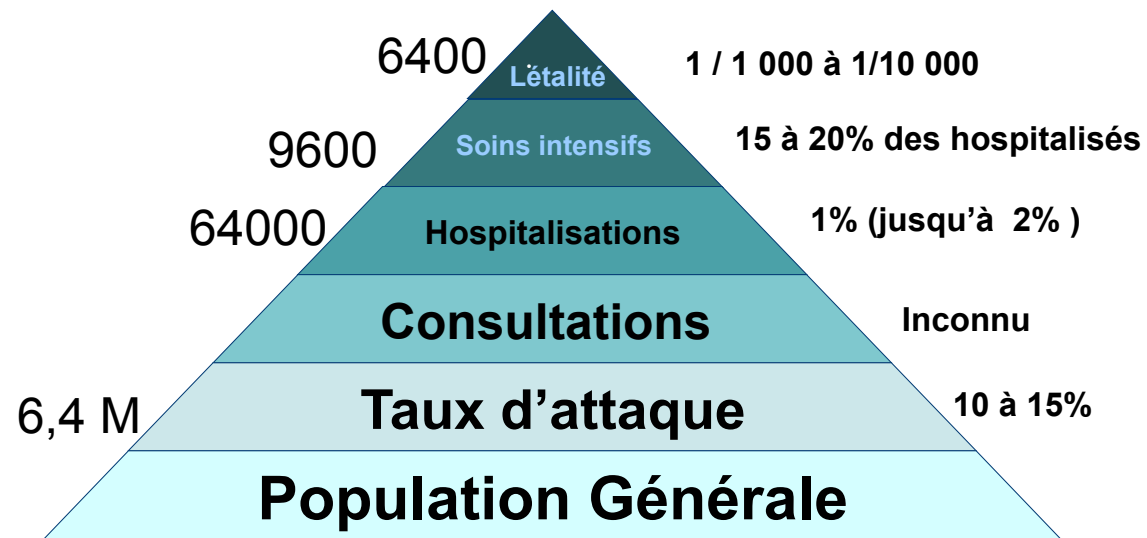 6400
Létalité
1 / 1 000 à 1/10 000
9600
Soins intensifs
15 à 20% des hospitalisés
64000
Hospitalisations
1% (jusqu’à 2% )
Consultations
Inconnu
6,4 M
Taux d’attaque
10 à 15%
Population Générale